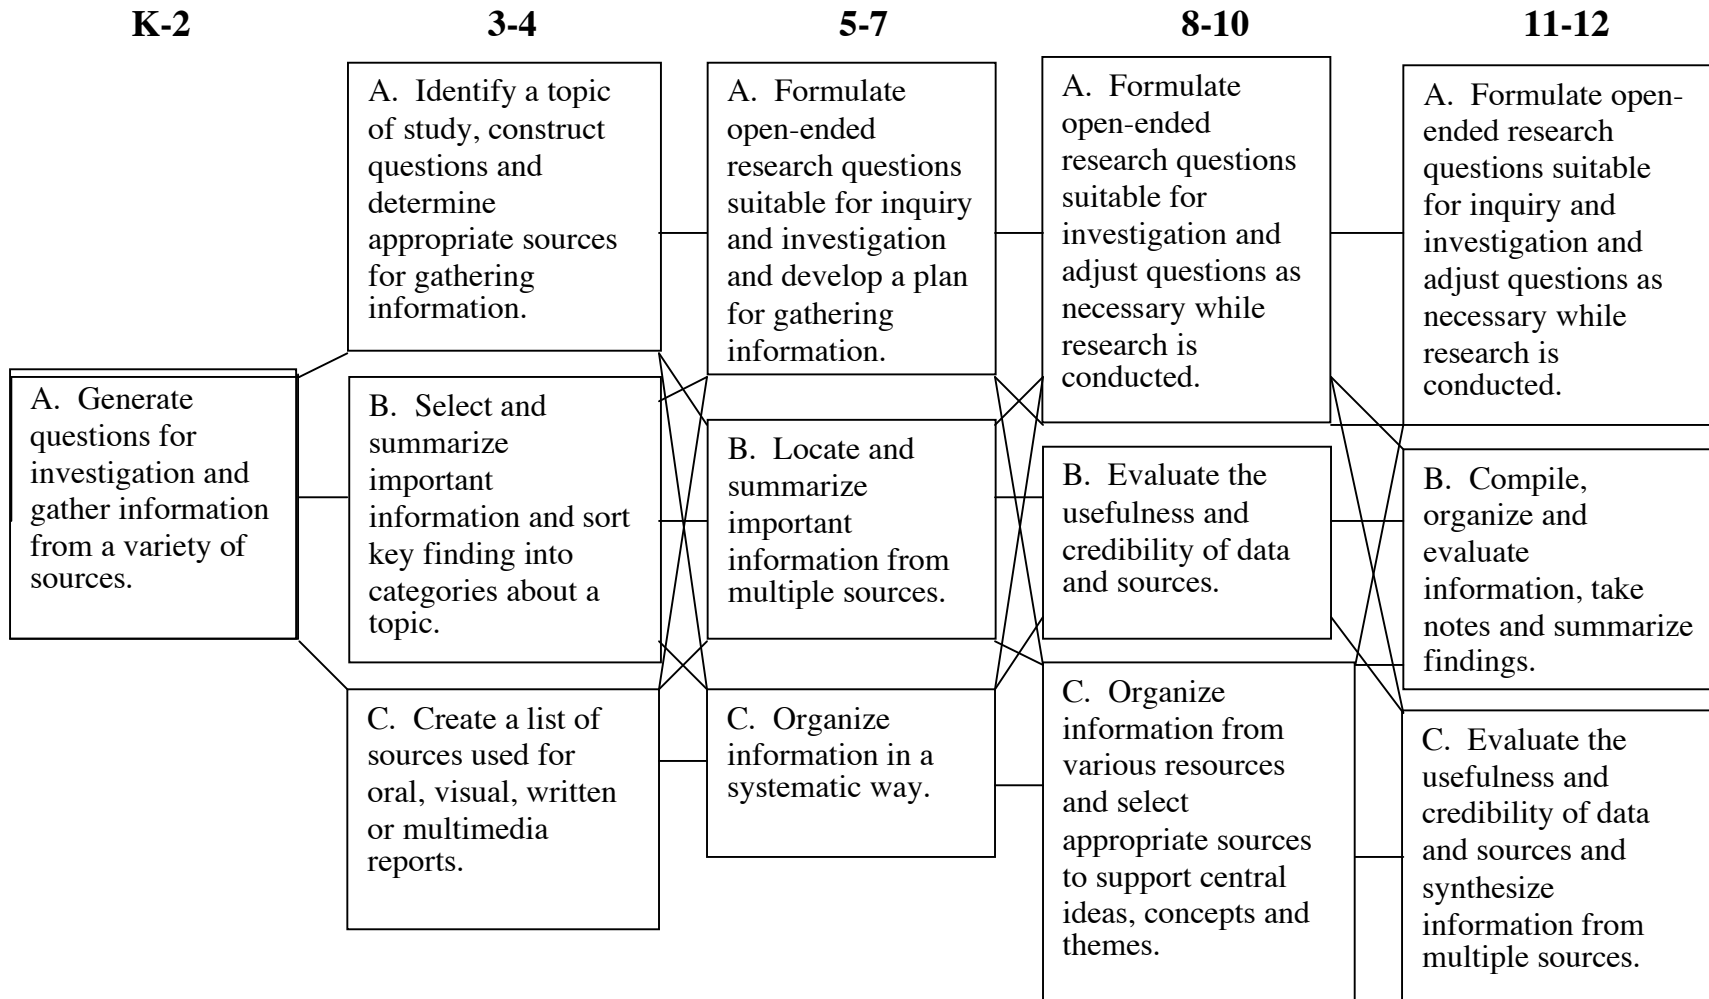 K-2
3-4
5-7
8-10
11-12
A. Generate
questions for
investigation and
gather information
from a variety of
sources.
A. Identify a topic
of study, construct
questions and
determine
appropriate sources
for gathering
information.
B. Select and
summarize
important
information and sort
key finding into
categories about a
topic.
C. Create a list of
sources used for
oral, visual, written
or multimedia
reports.
A. Formulate
open-ended
research questions
suitable for inquiry
and investigation
and develop a plan
for gathering
information.
B. Locate and
summarize
important
information from
multiple sources.
C. Organize
information in a
systematic way.
A. Formulate
open-ended
research questions
suitable for
investigation and
adjust questions as
necessary while
research is
conducted.
B. Evaluate the
usefulness and
credibility of data
and sources.
C. Organize
information from
various resources
and select
appropriate sources
to support central
ideas, concepts and
themes.
A. Formulate open-
ended research
questions suitable
for inquiry and
investigation and
adjust questions as
necessary while
research is
conducted.
B. Compile,
organize and
evaluate
information, take
notes and summarize
findings.
C. Evaluate the
usefulness and
credibility of data
and sources and
synthesize
information from
multiple sources.